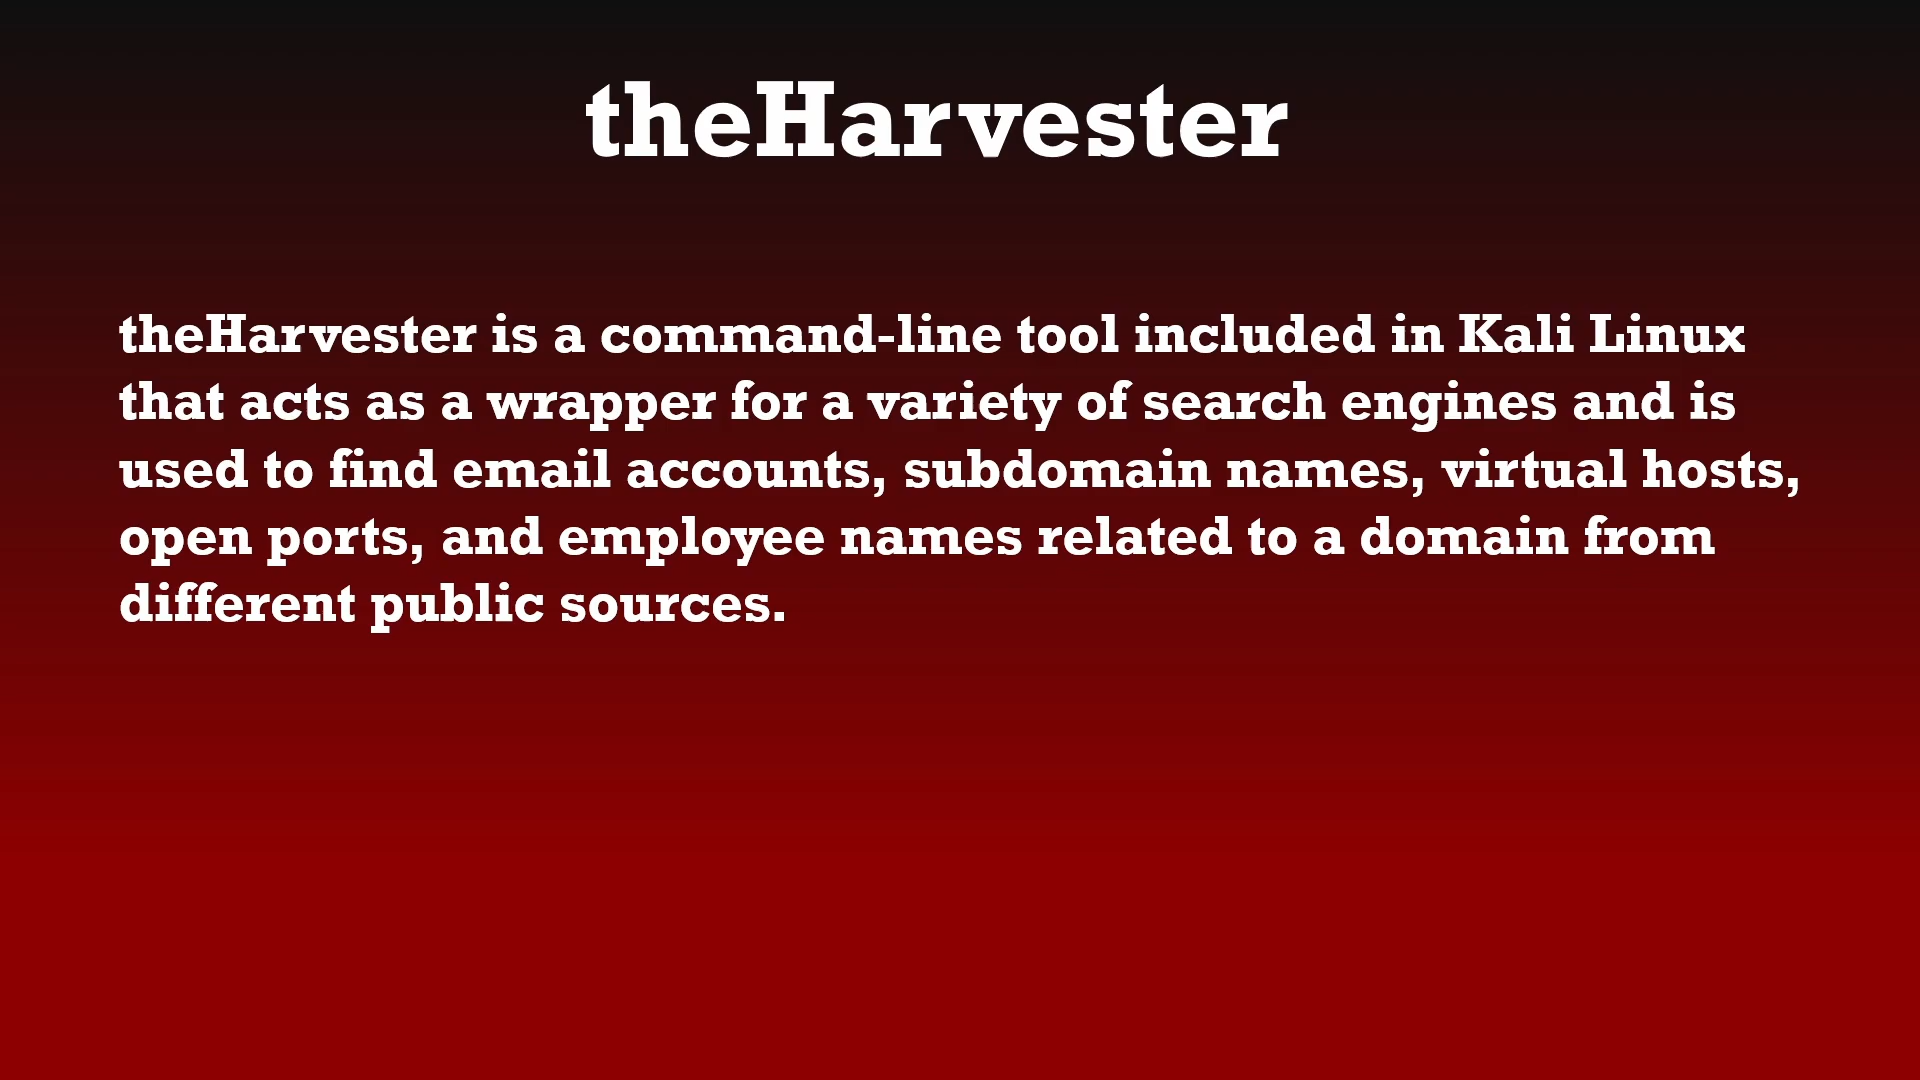 theHarvester
theHarvester is a command-line tool included in Kali Linux
that acts as a wrapper for a variety of search engines and is
used to find email accounts, subdomain names, virtual hosts,
open ports, and employee names related to a domain from
different public sources.